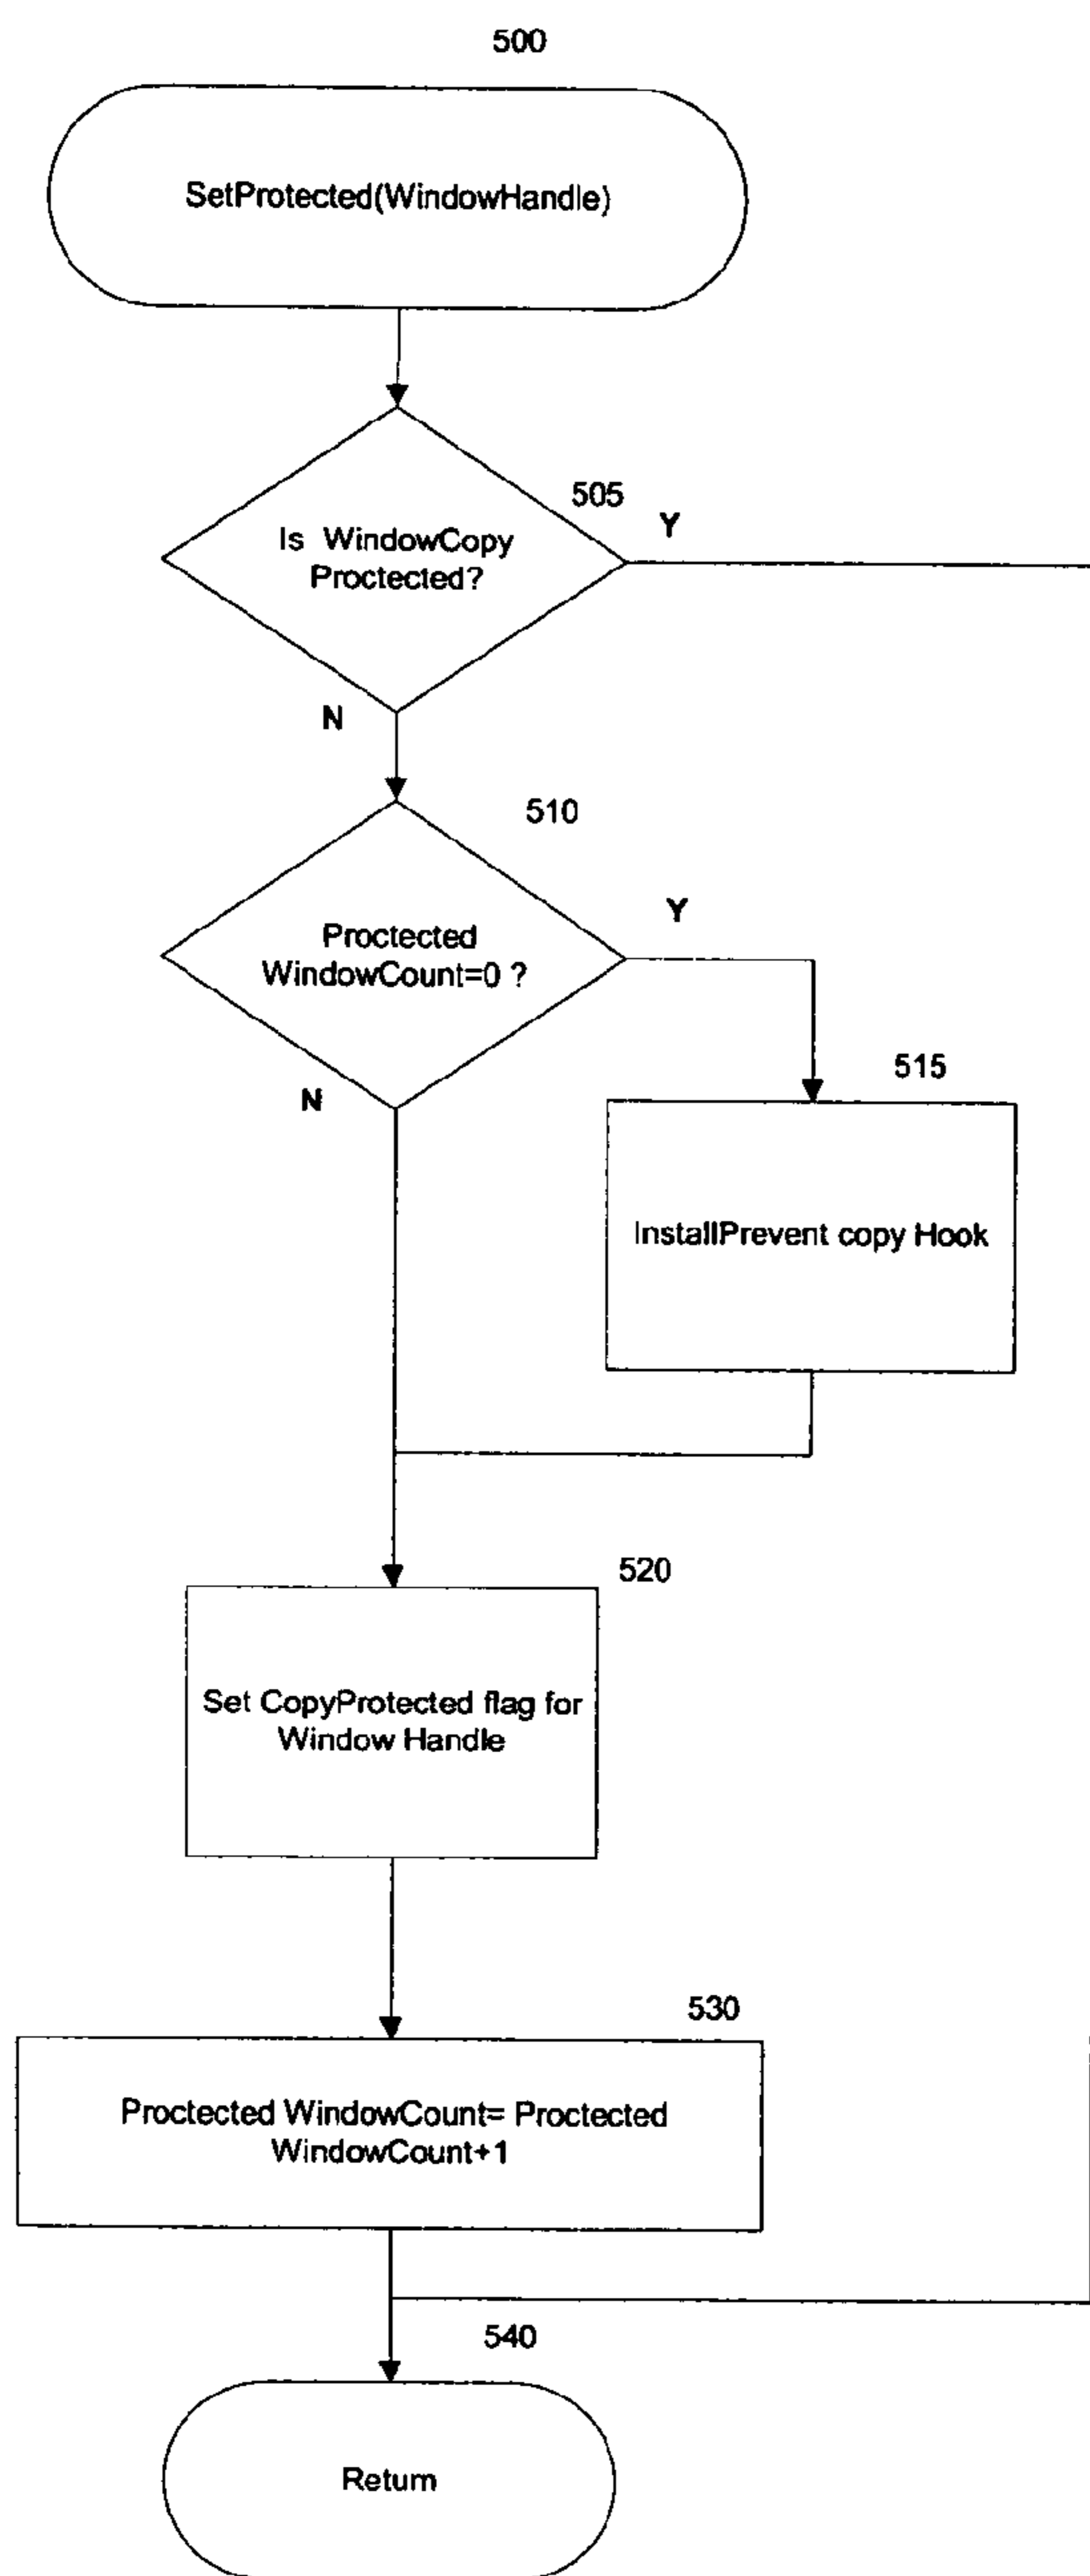 500
SetProtected(WindowHandle)
505
Y
Is WindowCopy
Proctected?
N
510
Y
Proctected
WindowCount=0 ?
N
515
InstallPrevent copy Hook
520
Set CopyProtected flag for
Window Handle
530
Proctected WindowCount= Proctected
WindowCount+1
540
Return